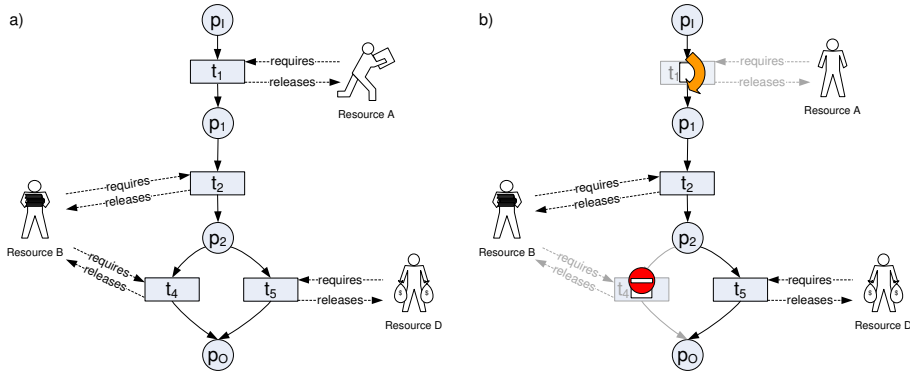 a)
pI
t1
requires
releases
Resource A
p1
t2
requires
releases
Resource B
p2
requires
releases
t4
t5
requires
releases
$ $
Resource D
pO
b)
pI
t1
requires
releases
Resource A
p1
t2
requires
releases
Resource B
p2
requires
releases
t4
t5
requires
releases
$ $
Resource D
pO